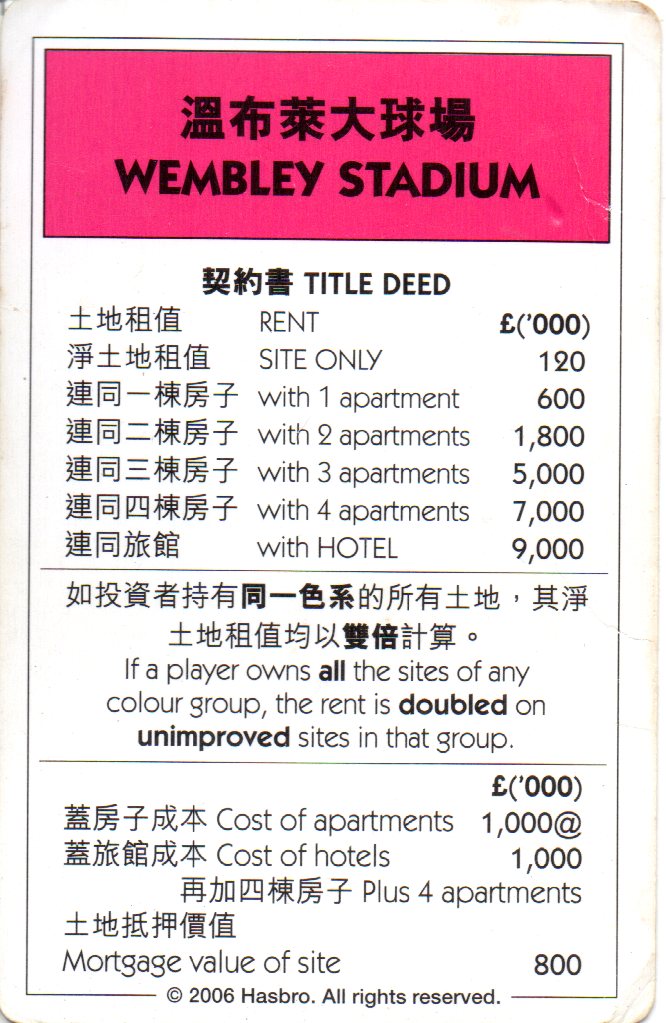 溫布萊大球場
WEMBLEY STADIUM
契約書 TITLE DEED
土地租值 RENT £('000)
淨土地租值 SITE ONLY 120
連同一棟房子 with 1 apartment 600
連同二棟房子 with 2 apartments 1,800
連同三棟房子 with 3 apartments 5,000
連同四棟房子 with 4 apartments 7,000
連同旅館 with HOTEL 9,000
如投資者持有同一色系的所有土地，其淨
土地租值均以雙倍計算。
If a player owns all the sites of any
colour group, the rent is doubled on
unimproved sites in that group.
£('000)
蓋房子成本 Cost of apartments 1,000@
蓋旅館成本 Cost of hotels 1,000
再加四棟房子 Plus 4 apartments
土地抵押價值
Mortgage value of site 800
© 2006 Hasbro. All rights reserved.